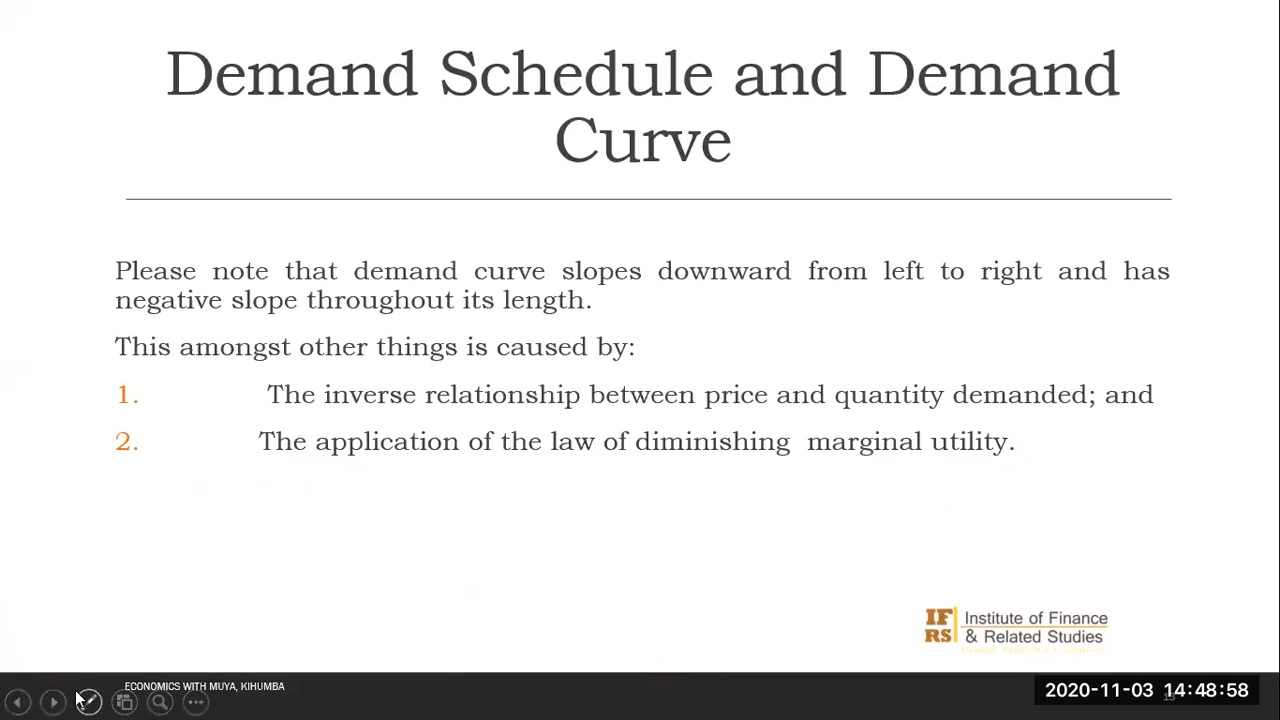 Demand Schedule and Demand
Curve
Please note that demand curve slopes downward from left to right and has
negative slope throughout its length.
This amongst other things is caused by:
1. The inverse relationship between price and quantity demanded; and
2. The application of the law of diminishing marginal utility.
IF RS
Institute of Finance
& Related Studies
ECONOMICS WITH MUYA, KIHUMBA
2020-11-03 14:48:58